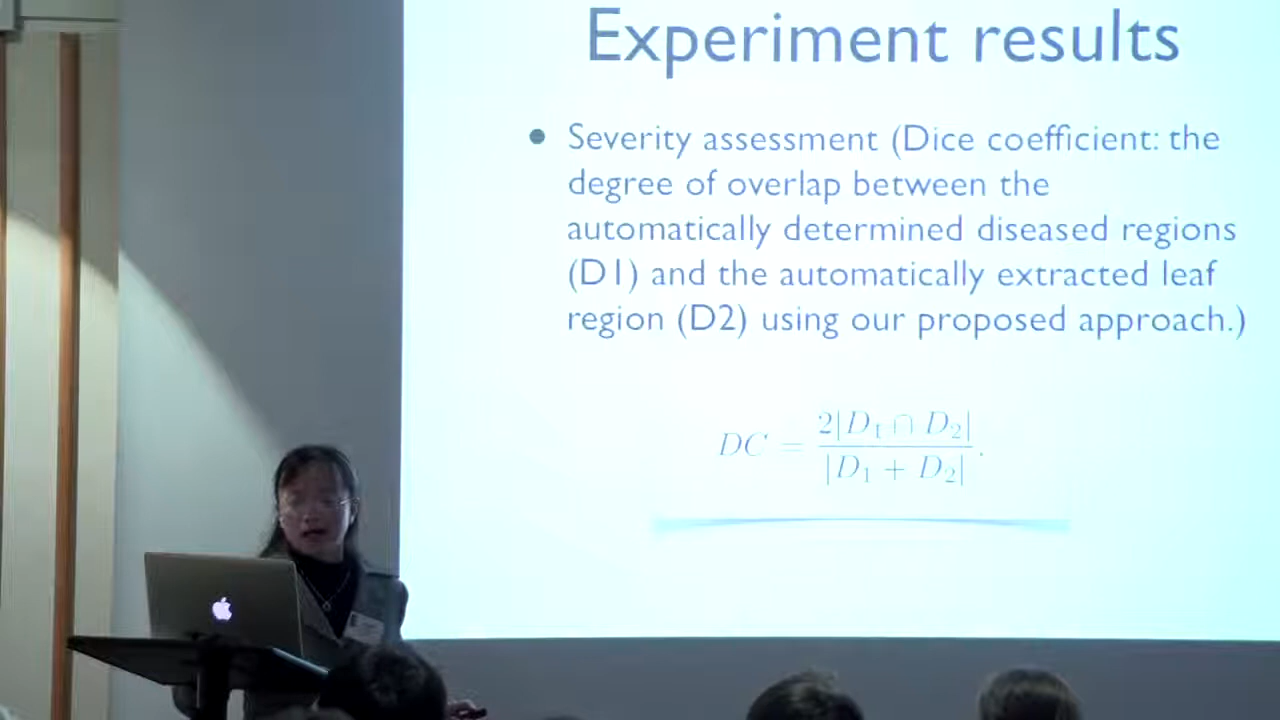 Experiment results
• Severity assessment (Dice coefficient: the
degree of overlap between the
automatically determined diseased regions
(D1) and the automatically extracted leaf
region (D2) using our proposed approach.)
DC = 2|D₁ ∩ D₂| / |D₁ + D₂|.